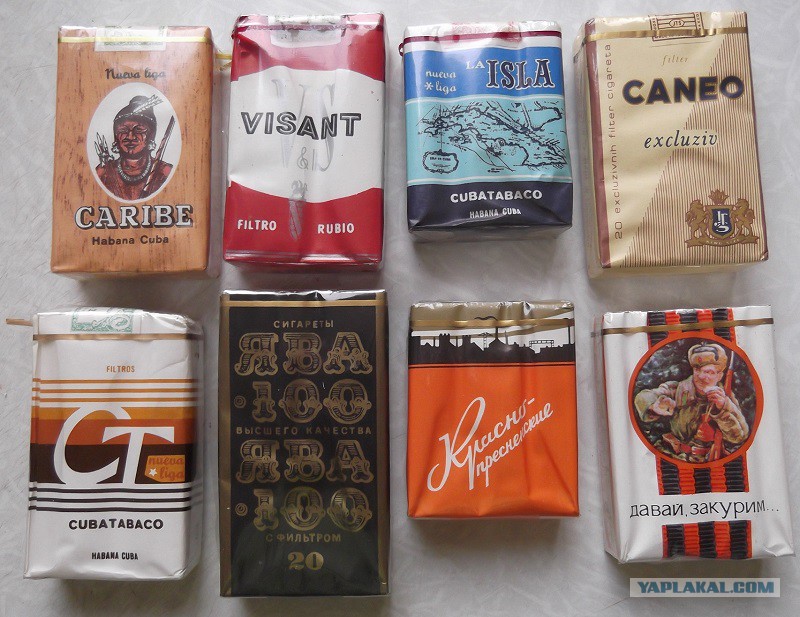 Nueva liga
CARIBE
Habana Cuba
VISANT
V & I S
FILTRO RUBIO
LA
ISLA
nueva
liga
CUBATABACO
HABANA CUBA
filter
CANEO
excluziv
20 excluzivnih filter cigareta
FILTROS
CT
nueva
liga
CUBATABACO
HABANA CUBA
СИГАРЕТЫ
ЯВА
·100
ВЫСШЕГО КАЧЕСТВА
ЯВА
·100
С ФИЛЬТРОМ
20
Красно-
пресненские
давай, закурим...
YAPLAKAL.COM